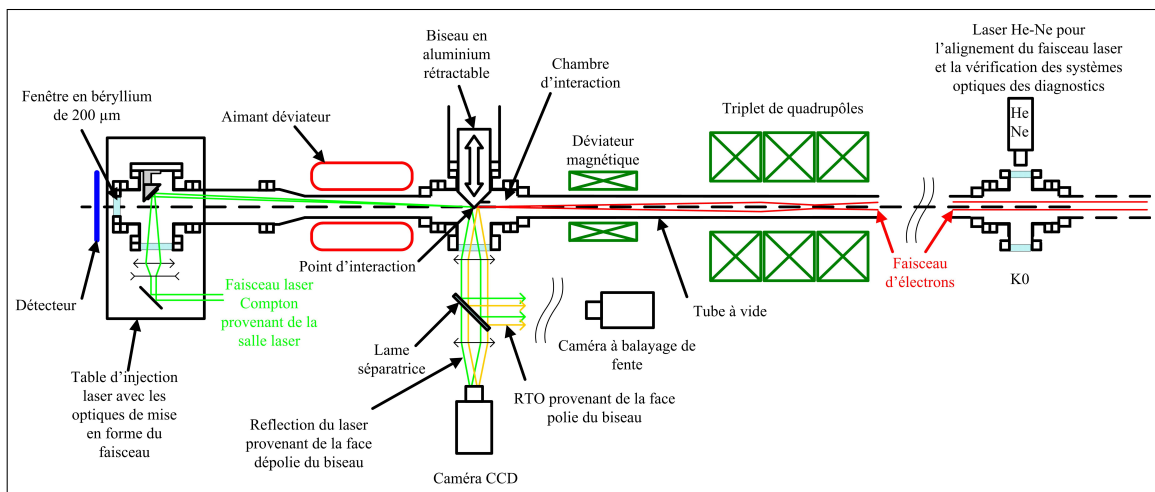 Fenêtre en béryllium
de 200 µm
Aimant déviateur
Biseau en
aluminium
rétractable
Chambre
d'interaction
Déviateur
magnétique
Triplet de quadrupôles
Laser He-Ne pour
l'alignement du faisceau laser
et la vérification des systèmes
optiques des diagnostics
He
Ne
Détecteur
Faisceau laser
Compton
provenant de la
salle laser
Point d'interaction
Table d'injection
laser avec les
optiques de mise
en forme du
faisceau
Lame
séparatrice
Reflection du laser
provenant de la face
dépolie du biseau
Caméra CCD
RTO provenant de la face
polie du biseau
Caméra à balayage de
fente
Tube à vide
Faisceau
d'électrons
K0